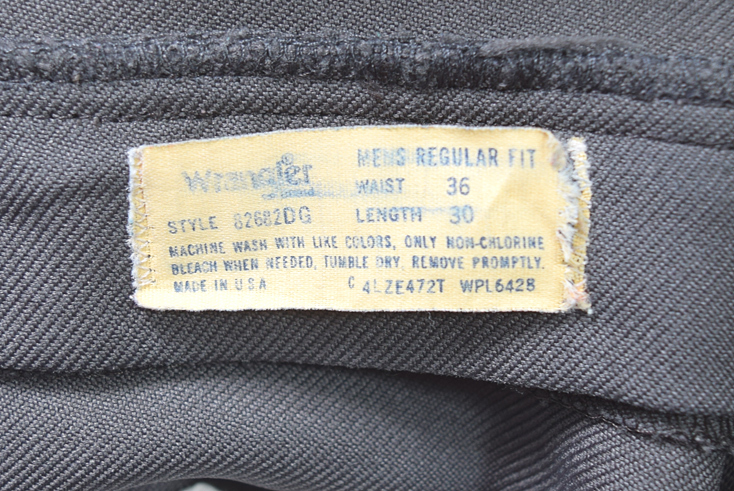 Wrangler
MENS REGULAR FIT
WAIST 36
STYLE 82682DG LENGTH 30
MACHINE WASH WITH LIKE COLORS, ONLY NON-CHLORINE
BLEACH WHEN NEEDED, TUMBLE DRY, REMOVE PROMPTLY.
MADE IN U.S.A C 4LZE472T WPL6428